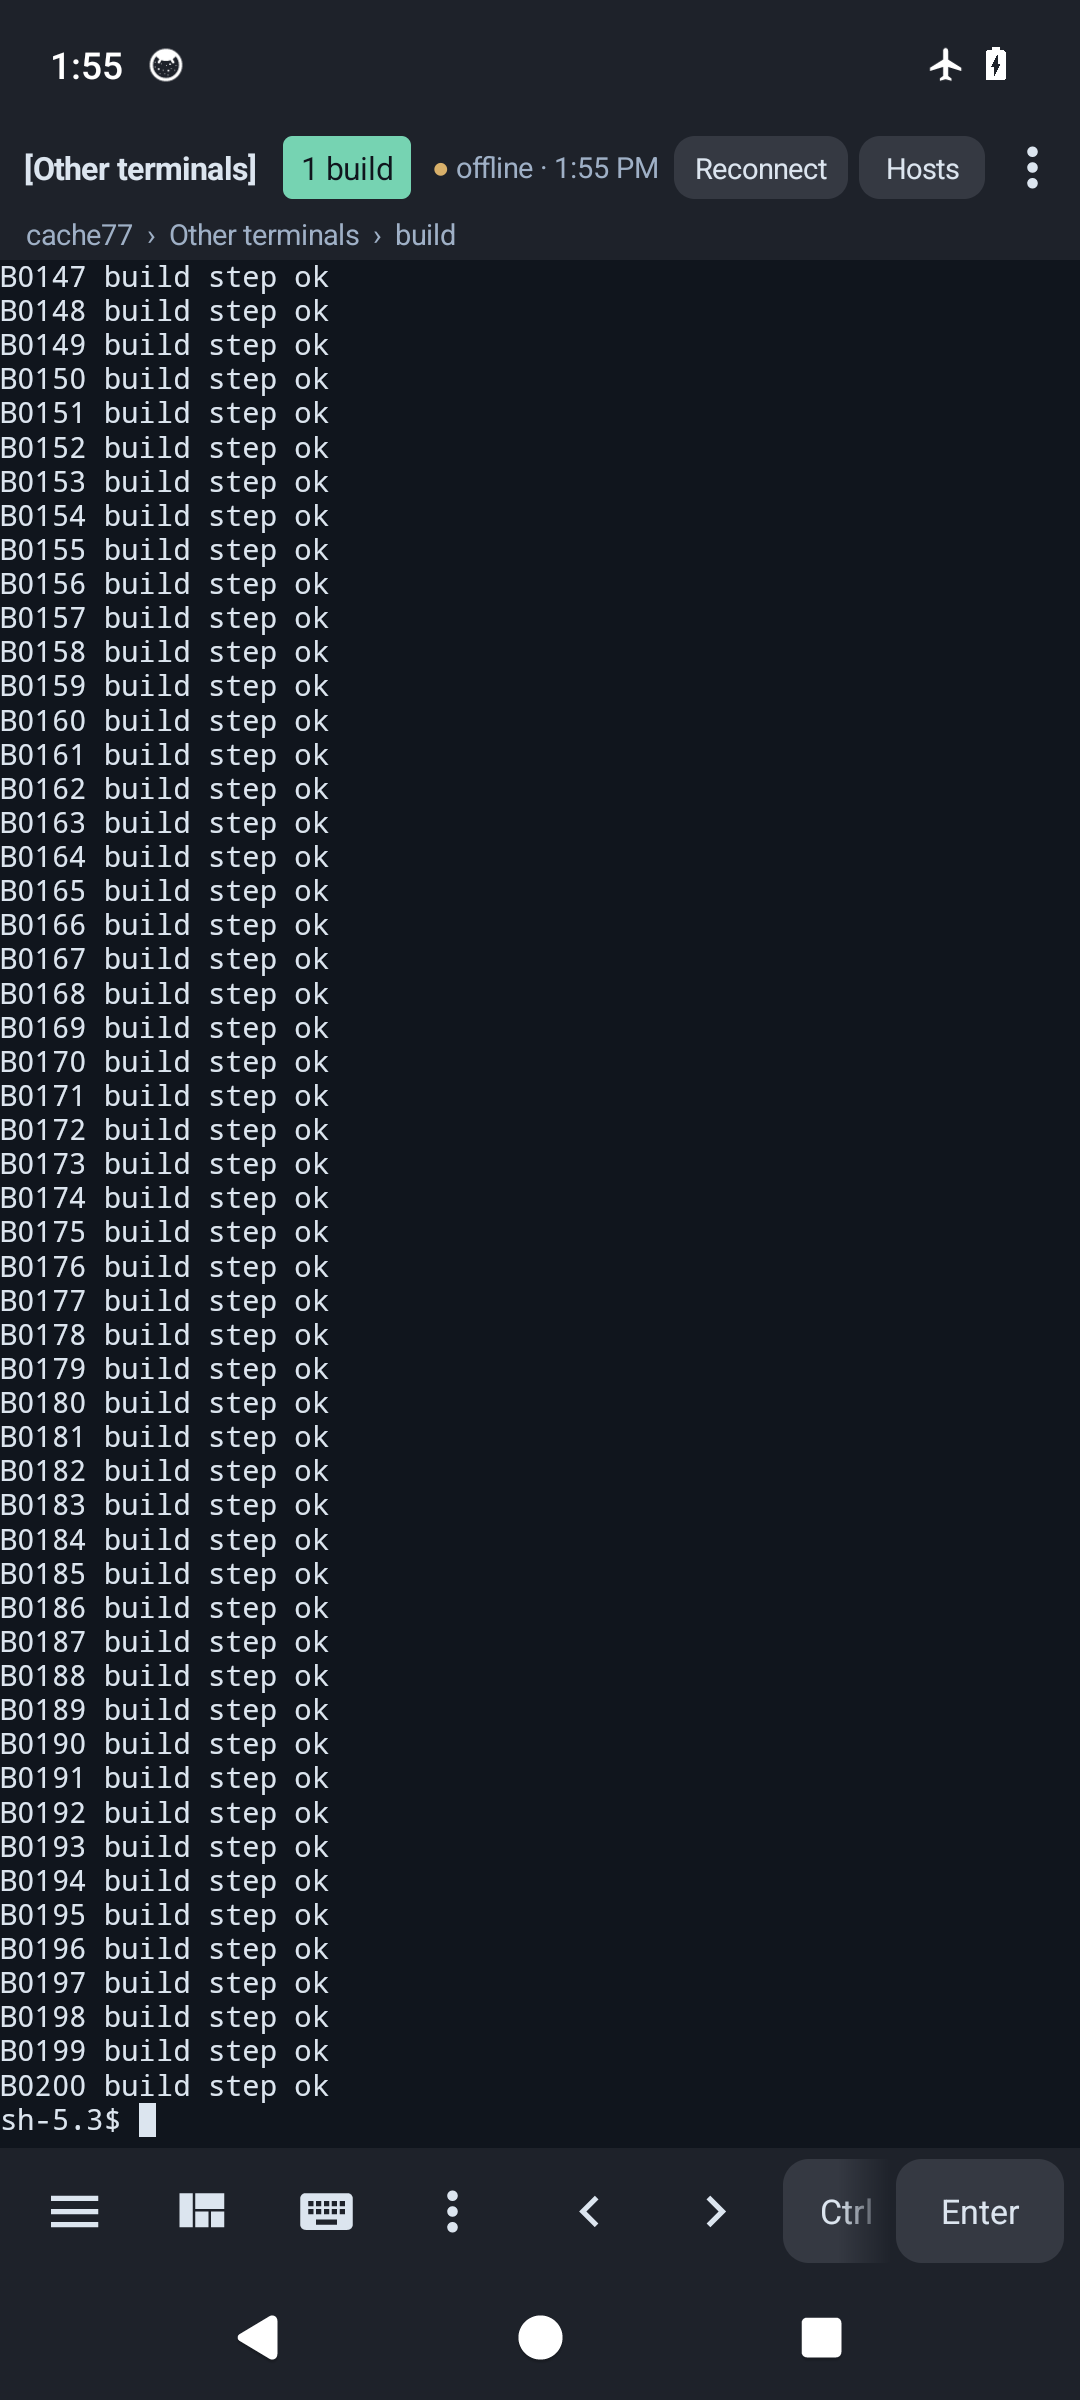 1:55
[Other terminals] 1 build offline · 1:55 PM Reconnect Hosts
cache77 › Other terminals › build
B0147 build step ok
B0148 build step ok
B0149 build step ok
B0150 build step ok
B0151 build step ok
B0152 build step ok
B0153 build step ok
B0154 build step ok
B0155 build step ok
B0156 build step ok
B0157 build step ok
B0158 build step ok
B0159 build step ok
B0160 build step ok
B0161 build step ok
B0162 build step ok
B0163 build step ok
B0164 build step ok
B0165 build step ok
B0166 build step ok
B0167 build step ok
B0168 build step ok
B0169 build step ok
B0170 build step ok
B0171 build step ok
B0172 build step ok
B0173 build step ok
B0174 build step ok
B0175 build step ok
B0176 build step ok
B0177 build step ok
B0178 build step ok
B0179 build step ok
B0180 build step ok
B0181 build step ok
B0182 build step ok
B0183 build step ok
B0184 build step ok
B0185 build step ok
B0186 build step ok
B0187 build step ok
B0188 build step ok
B0189 build step ok
B0190 build step ok
B0191 build step ok
B0192 build step ok
B0193 build step ok
B0194 build step ok
B0195 build step ok
B0196 build step ok
B0197 build step ok
B0198 build step ok
B0199 build step ok
B0200 build step ok
sh-5.3$
Ctrl Enter